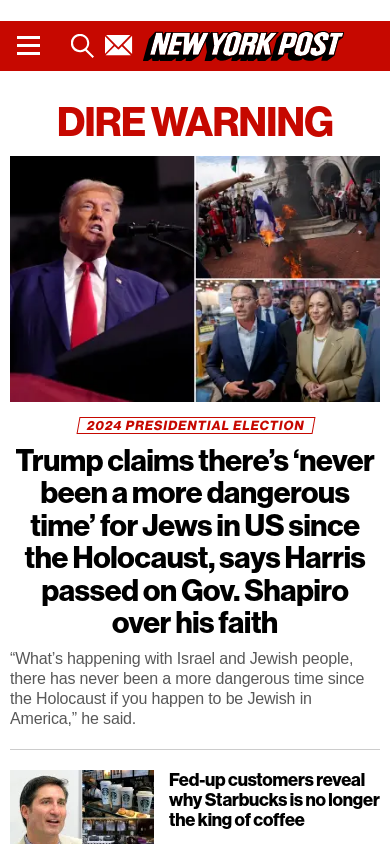 NEW YORK POST
DIRE WARNING
2024 PRESIDENTIAL ELECTION
Trump claims there’s ‘never
been a more dangerous
time’ for Jews in US since
the Holocaust, says Harris
passed on Gov. Shapiro
over his faith
“What’s happening with Israel and Jewish people,
there has never been a more dangerous time since
the Holocaust if you happen to be Jewish in
America,” he said.
Fed-up customers reveal
why Starbucks is no longer
the king of coffee